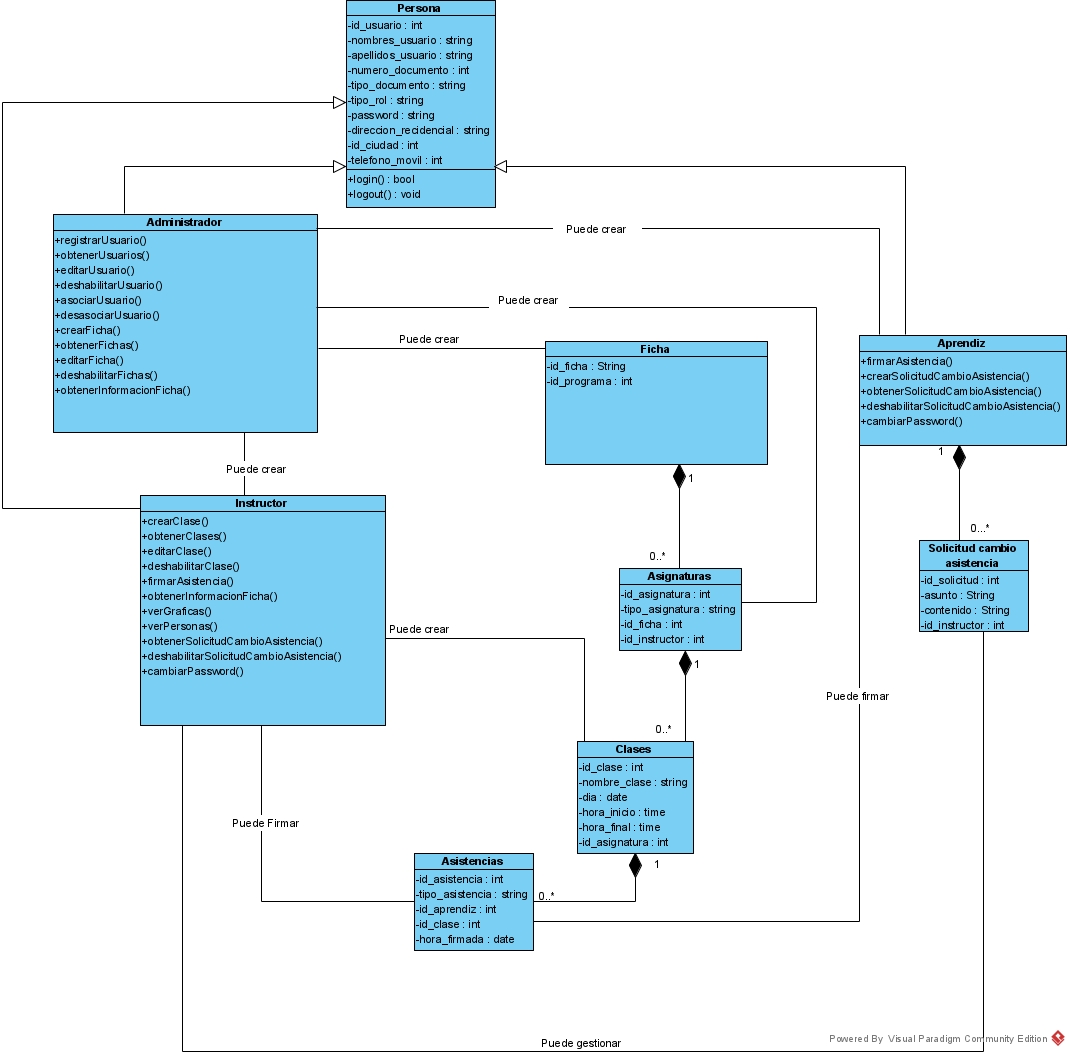 Persona
-id_usuario : int
-nombres_usuario : string
-apellidos_usuario : string
-numero_documento : int
-tipo_documento : string
-tipo_rol : string
-password : string
-direccion_recidencial : string
-id_ciudad : int
-telefono_movil : int
+login() : bool
+logout() : void
Administrador
+registrarUsuario()
+obtenerUsuarios()
+editarUsuario()
+deshabilitarUsuario()
+asociarUsuario()
+desasociarUsuario()
+crearFicha()
+obtenerFichas()
+editarFicha()
+deshabilitarFichas()
+obtenerInformacionFicha()
Puede crear
Puede crear
Puede crear
Ficha
-id_ficha : String
-id_programa : int
Aprendiz
+firmarAsistencia()
+crearSolicitudCambioAsistencia()
+obtenerSolicitudCambioAsistencia()
+deshabilitarSolicitudCambioAsistencia()
+cambiarPassword()
Puede crear
1
1
0..*
0...*
Instructor
+crearClase()
+obtenerClases()
+editarClase()
+deshabilitarClase()
+firmarAsistencia()
+obtenerInformacionFicha()
+verGraficas()
+verPersonas()
+obtenerSolicitudCambioAsistencia()
+deshabilitarSolicitudCambioAsistencia()
+cambiarPassword()
Asignaturas
-id_asignatura : int
-tipo_asignatura : string
-id_ficha : int
-id_instructor : int
Solicitud cambio
asistencia
-id_solicitud : int
-asunto : String
-contenido : String
-id_instructor : int
Puede crear
1
0..*
Puede firmar
Clases
-id_clase : int
-nombre_clase : string
-dia : date
-hora_inicio : time
-hora_final : time
-id_asignatura : int
Puede Firmar
1
0..*
Asistencias
-id_asistencia : int
-tipo_asistencia : string
-id_aprendiz : int
-id_clase : int
-hora_firmada : date
Puede gestionar
Powered By Visual Paradigm Community Edition